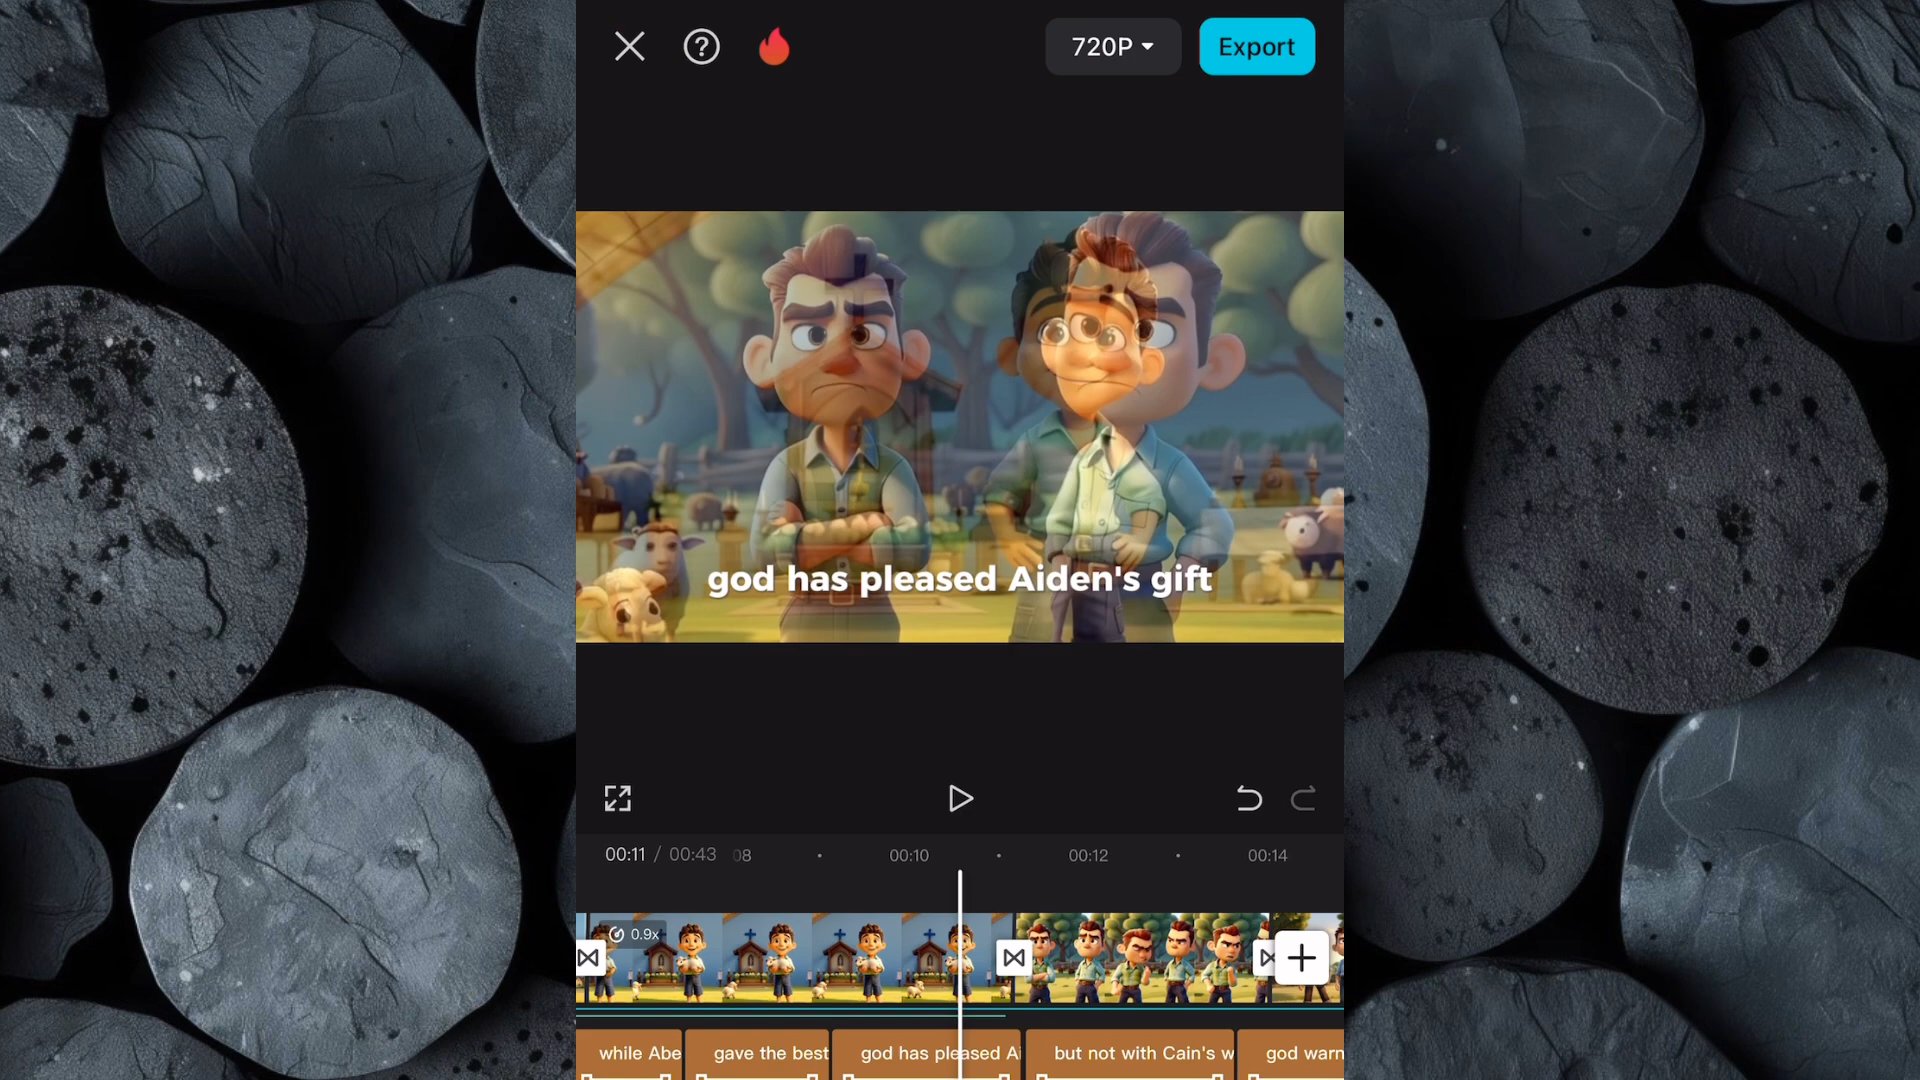 720P
Export
god has pleased Aiden's gift
00:11 / 00:43
08
00:10
00:12
00:14
0.9x
while Abe
gave the best
god has pleased Ai
but not with Cain's w
god warn